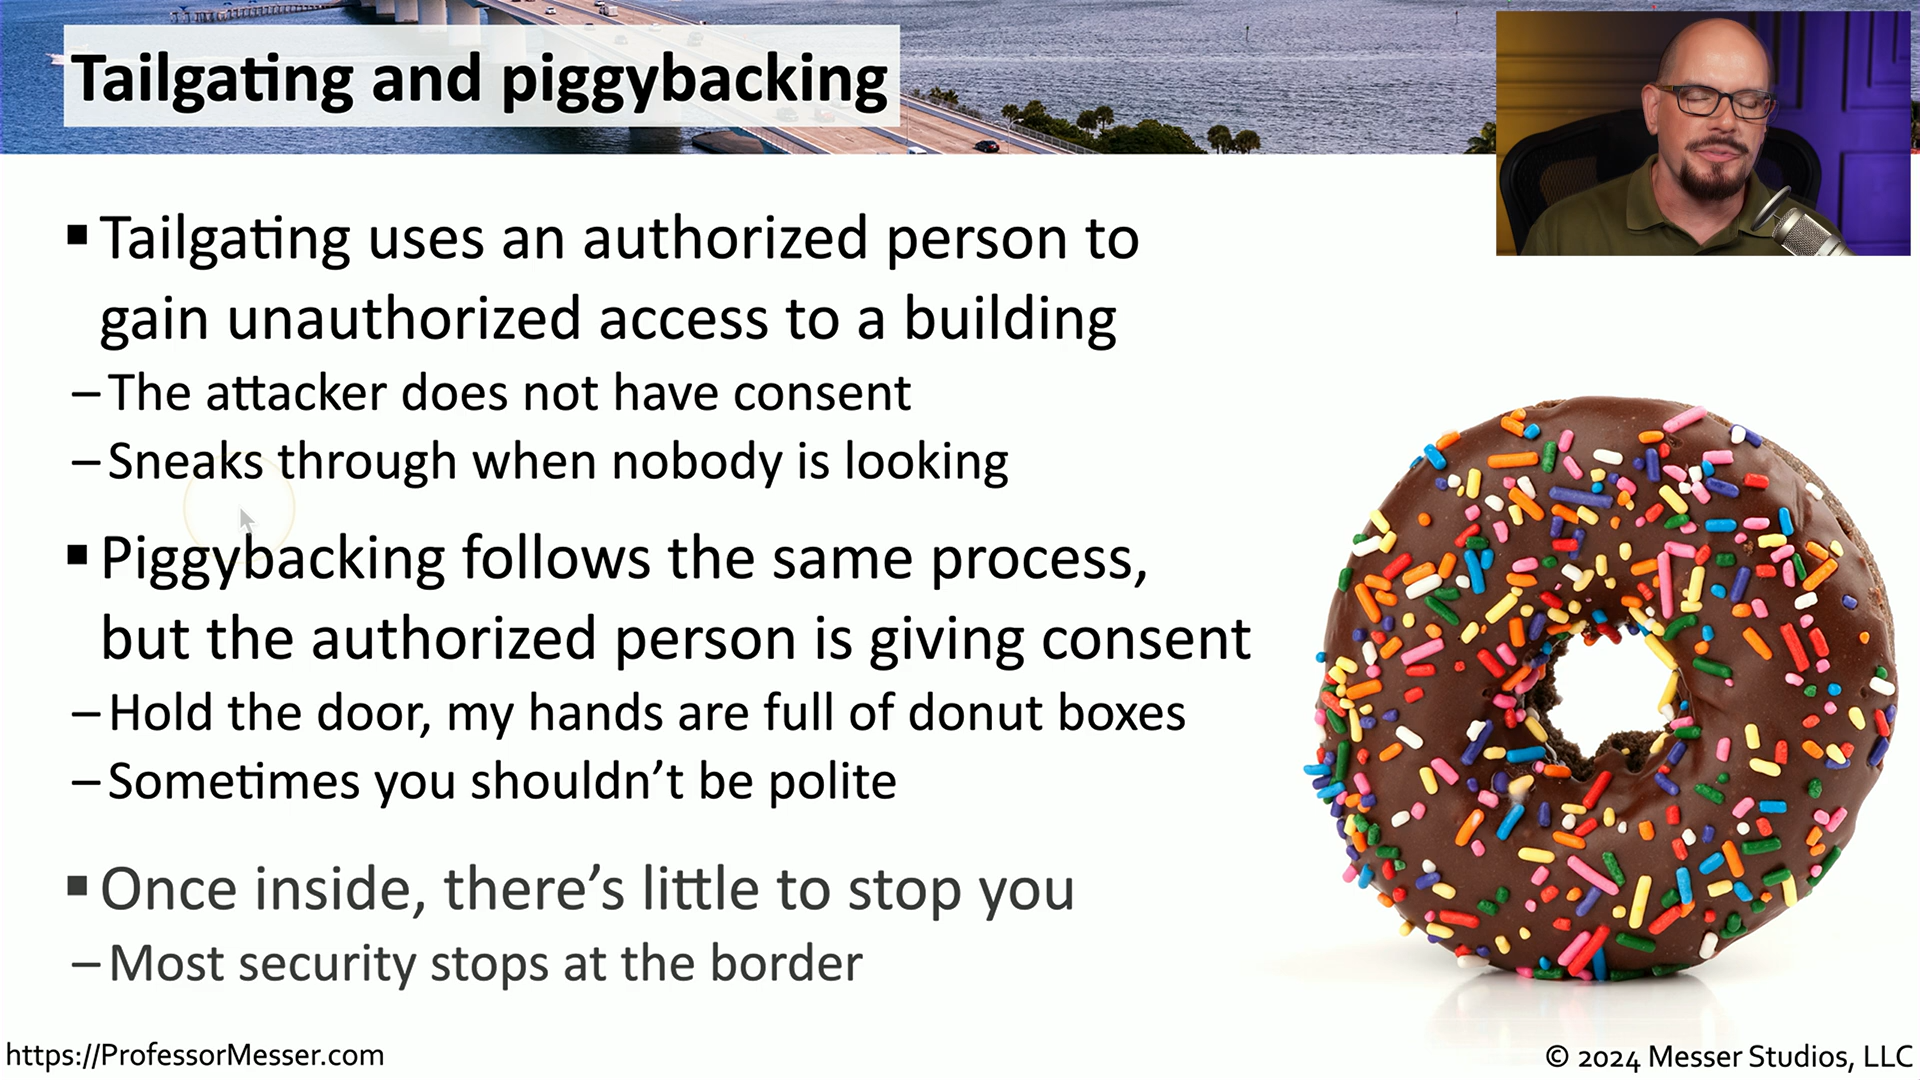 Tailgating and piggybacking
▪ Tailgating uses an authorized person to
gain unauthorized access to a building
– The attacker does not have consent
– Sneaks through when nobody is looking
▪ Piggybacking follows the same process,
but the authorized person is giving consent
– Hold the door, my hands are full of donut boxes
– Sometimes you shouldn’t be polite
▪ Once inside, there’s little to stop you
– Most security stops at the border
https://ProfessorMesser.com
© 2024 Messer Studios, LLC